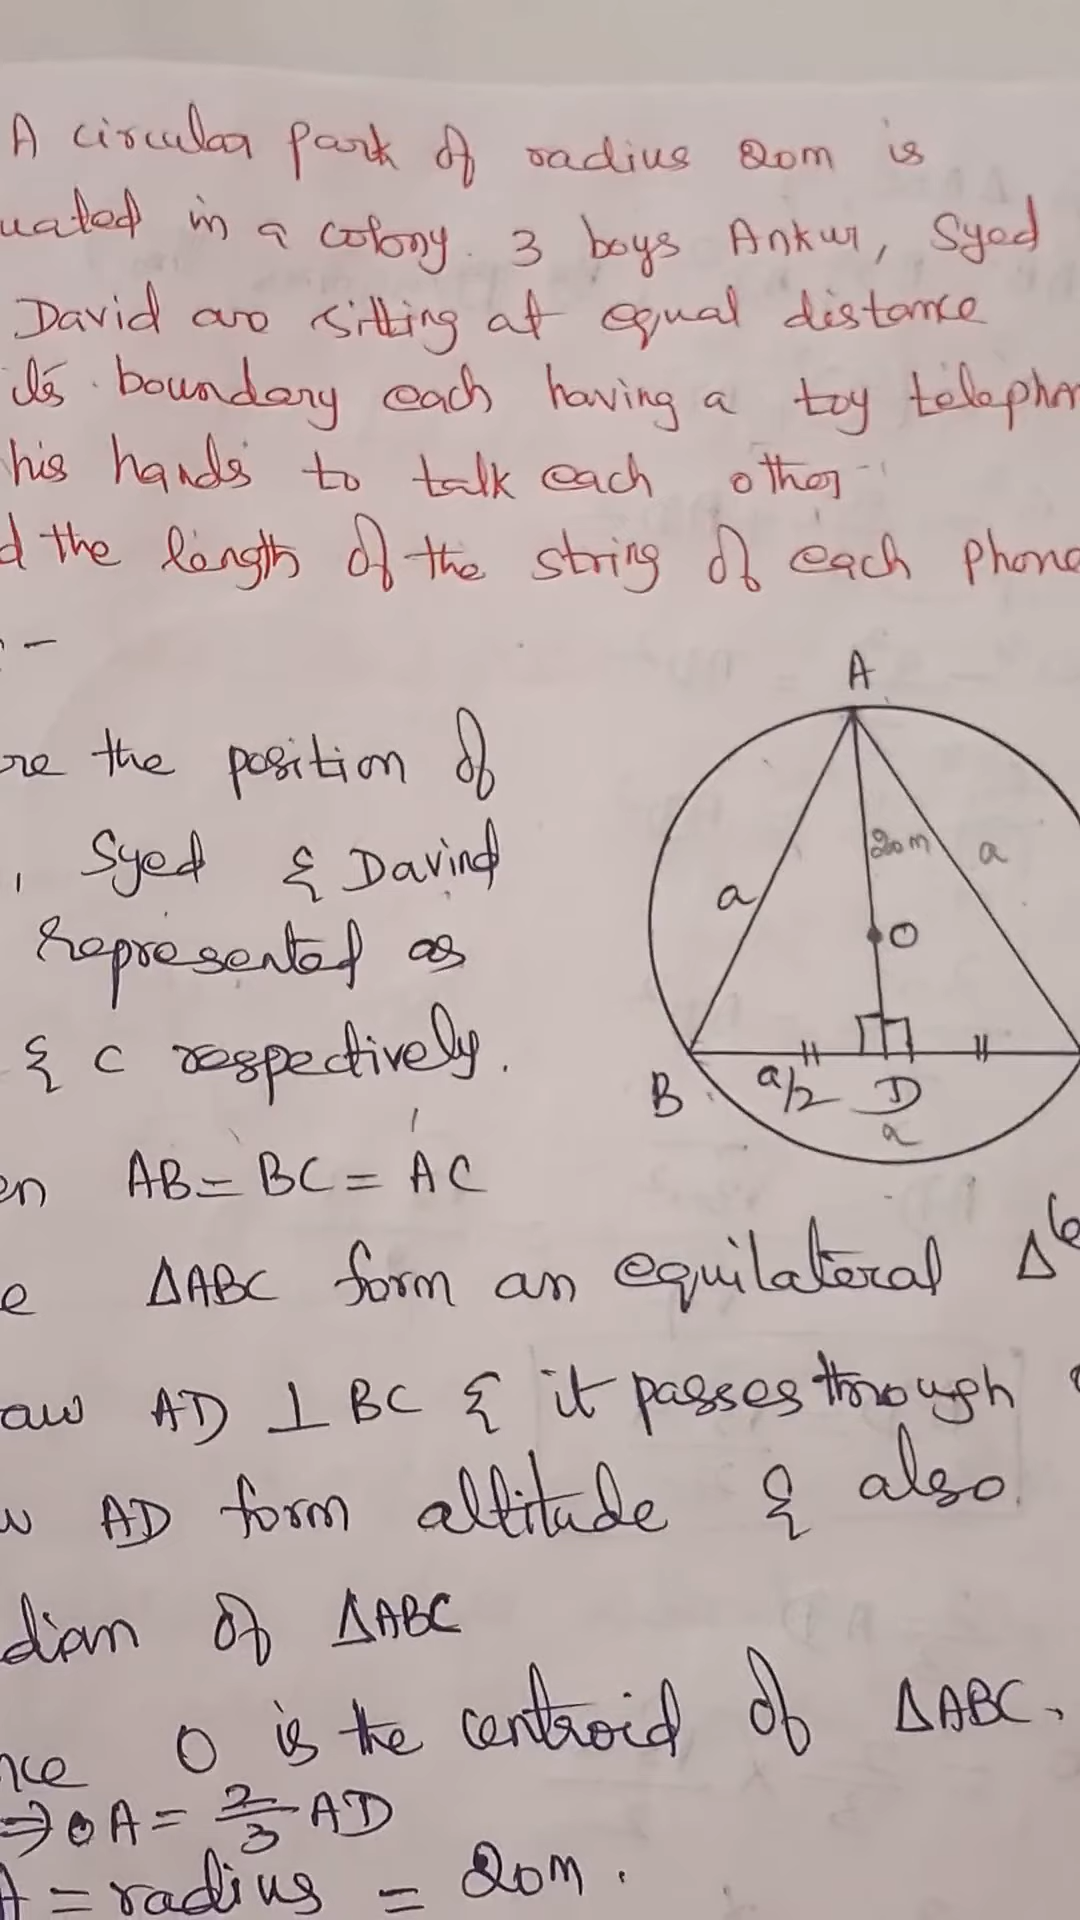 A circular park of radius 20m is
uated in a colony. 3 boys Ankur, Syed
David are sitting at equal distance
its boundary each having a toy telephon
his hands to talk each other
d the length of the string of each phone
:-
re the position of
, Syed & Davind
represented as
& C respectively.
A
20m
a
a
O
B
a/2
D
a
en AB = BC = AC
e ΔABC form an equilateral Δle
aw AD ⊥ BC & it passes through
w AD form altitude & also
dian of ΔABC
nce O is the centroid of ΔABC.
⇒ OA = 2/3 AD
A = radius = 20m.